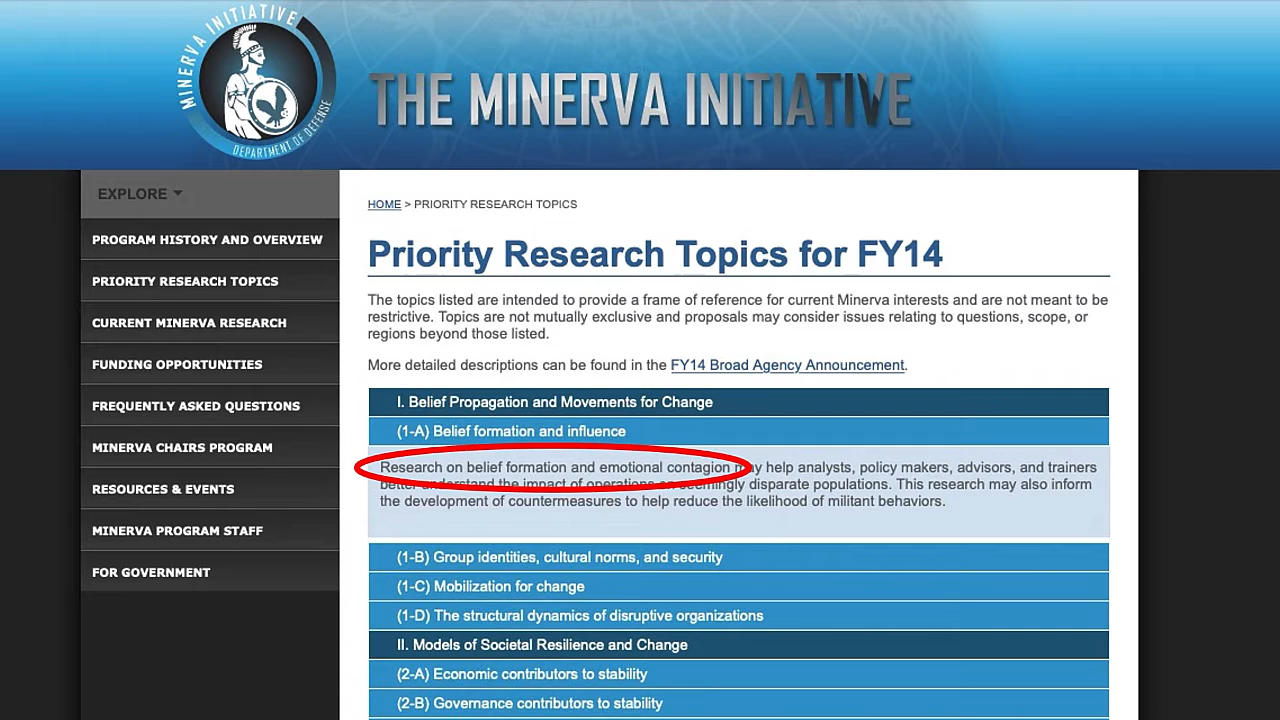 MINERVA INITIATIVE
DEPARTMENT OF DEFENSE
THE MINERVA INITIATIVE
EXPLORE
PROGRAM HISTORY AND OVERVIEW
PRIORITY RESEARCH TOPICS
CURRENT MINERVA RESEARCH
FUNDING OPPORTUNITIES
FREQUENTLY ASKED QUESTIONS
MINERVA CHAIRS PROGRAM
RESOURCES & EVENTS
MINERVA PROGRAM STAFF
FOR GOVERNMENT
HOME > PRIORITY RESEARCH TOPICS
Priority Research Topics for FY14
The topics listed are intended to provide a frame of reference for current Minerva interests and are not meant to be
restrictive. Topics are not mutually exclusive and proposals may consider issues relating to questions, scope, or
regions beyond those listed.
More detailed descriptions can be found in the FY14 Broad Agency Announcement.
I. Belief Propagation and Movements for Change
(1-A) Belief formation and influence
Research on belief formation and emotional contagion may help analysts, policy makers, advisors, and trainers
better understand the impact of operations on seemingly disparate populations. This research may also inform
the development of countermeasures to help reduce the likelihood of militant behaviors.
(1-B) Group identities, cultural norms, and security
(1-C) Mobilization for change
(1-D) The structural dynamics of disruptive organizations
II. Models of Societal Resilience and Change
(2-A) Economic contributors to stability
(2-B) Governance contributors to stability